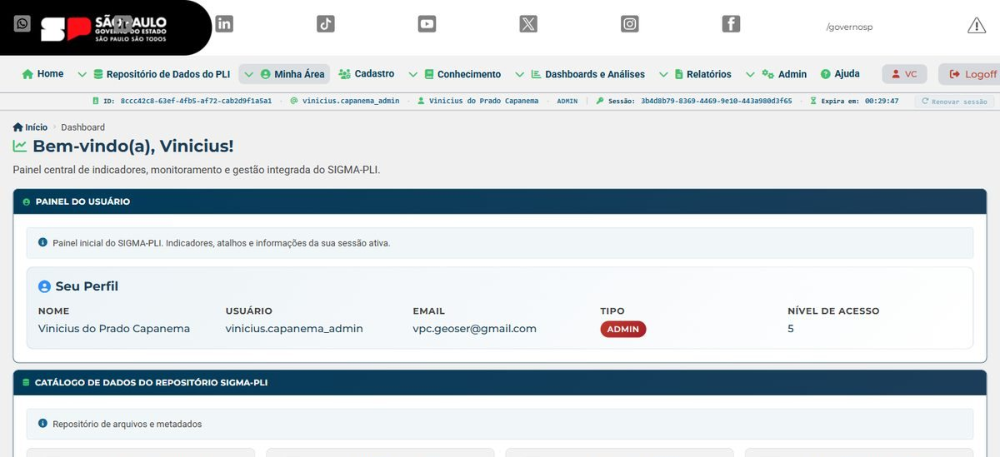 SÃO PAULO
GOVERNO DO ESTADO
SÃO PAULO SÃO TODOS
/governosp
Home
Repositório de Dados do PLI
Minha Área
Cadastro
Conhecimento
Dashboards e Análises
Relatórios
Admin
Ajuda
VC
Logoff
ID: 8ccc42c8-63ef-4fb5-af72-cab2d9f1a5a1 · @ vinicius.capanema_admin · Vinicius do Prado Capanema · ADMIN | Sessão: 3b4d8b79-8369-4469-9e10-443a980d3f65 · Expira em: 00:29:47 Renovar sessão
Início › Dashboard
Bem-vindo(a), Vinicius!
Painel central de indicadores, monitoramento e gestão integrada do SIGMA-PLI.
PAINEL DO USUÁRIO
Painel inicial do SIGMA-PLI. Indicadores, atalhos e informações da sua sessão ativa.
Seu Perfil
NOME
Vinicius do Prado Capanema
USUÁRIO
vinicius.capanema_admin
EMAIL
vpc.geoser@gmail.com
TIPO
ADMIN
NÍVEL DE ACESSO
5
CATÁLOGO DE DADOS DO REPOSITÓRIO SIGMA-PLI
Repositório de arquivos e metadados